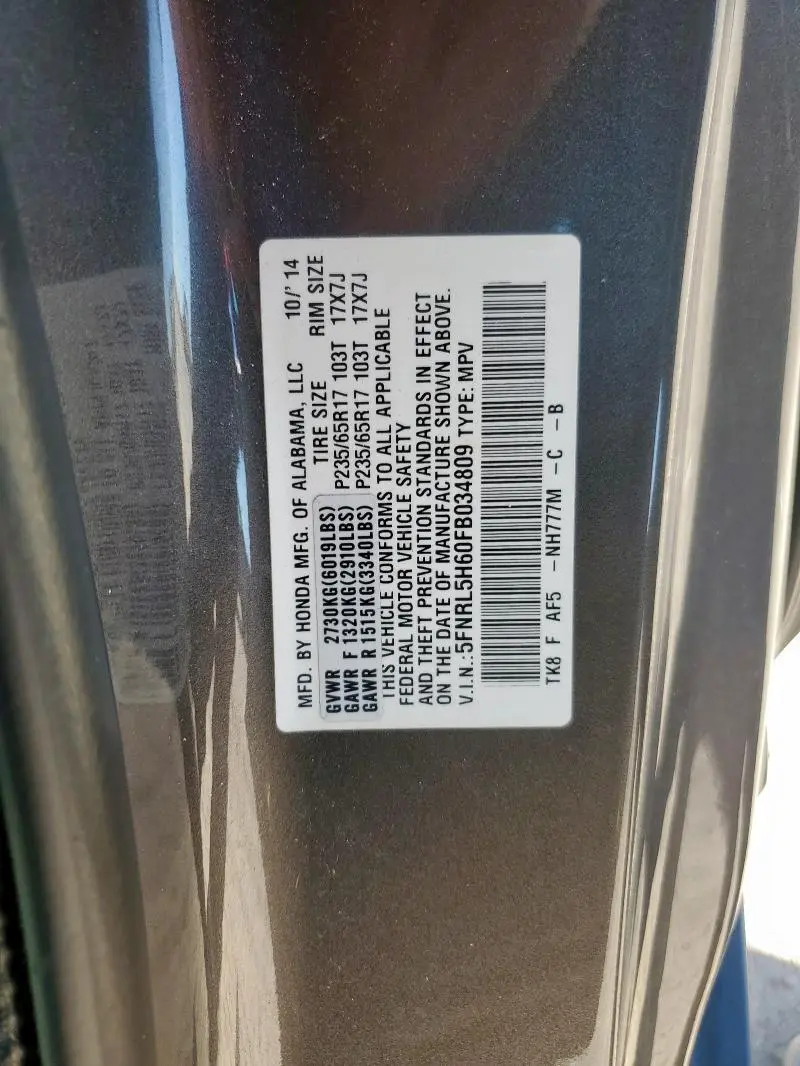 MFD. BY HONDA MFG. OF ALABAMA, LLC 10/'14
TIRE SIZE RIM SIZE
GVWR 2730KG(6019LBS)
GAWR F 1320KG(2910LBS) P235/65R17 103T 17X7J
GAWR R 1515KG(3340LBS) P235/65R17 103T 17X7J
THIS VEHICLE CONFORMS TO ALL APPLICABLE
FEDERAL MOTOR VEHICLE SAFETY
AND THEFT PREVENTION STANDARDS IN EFFECT
ON THE DATE OF MANUFACTURE SHOWN ABOVE.
V.I.N.:5FNRL5H60FB034809 TYPE: MPV
TK8 F AF5 -NH777M -C -B